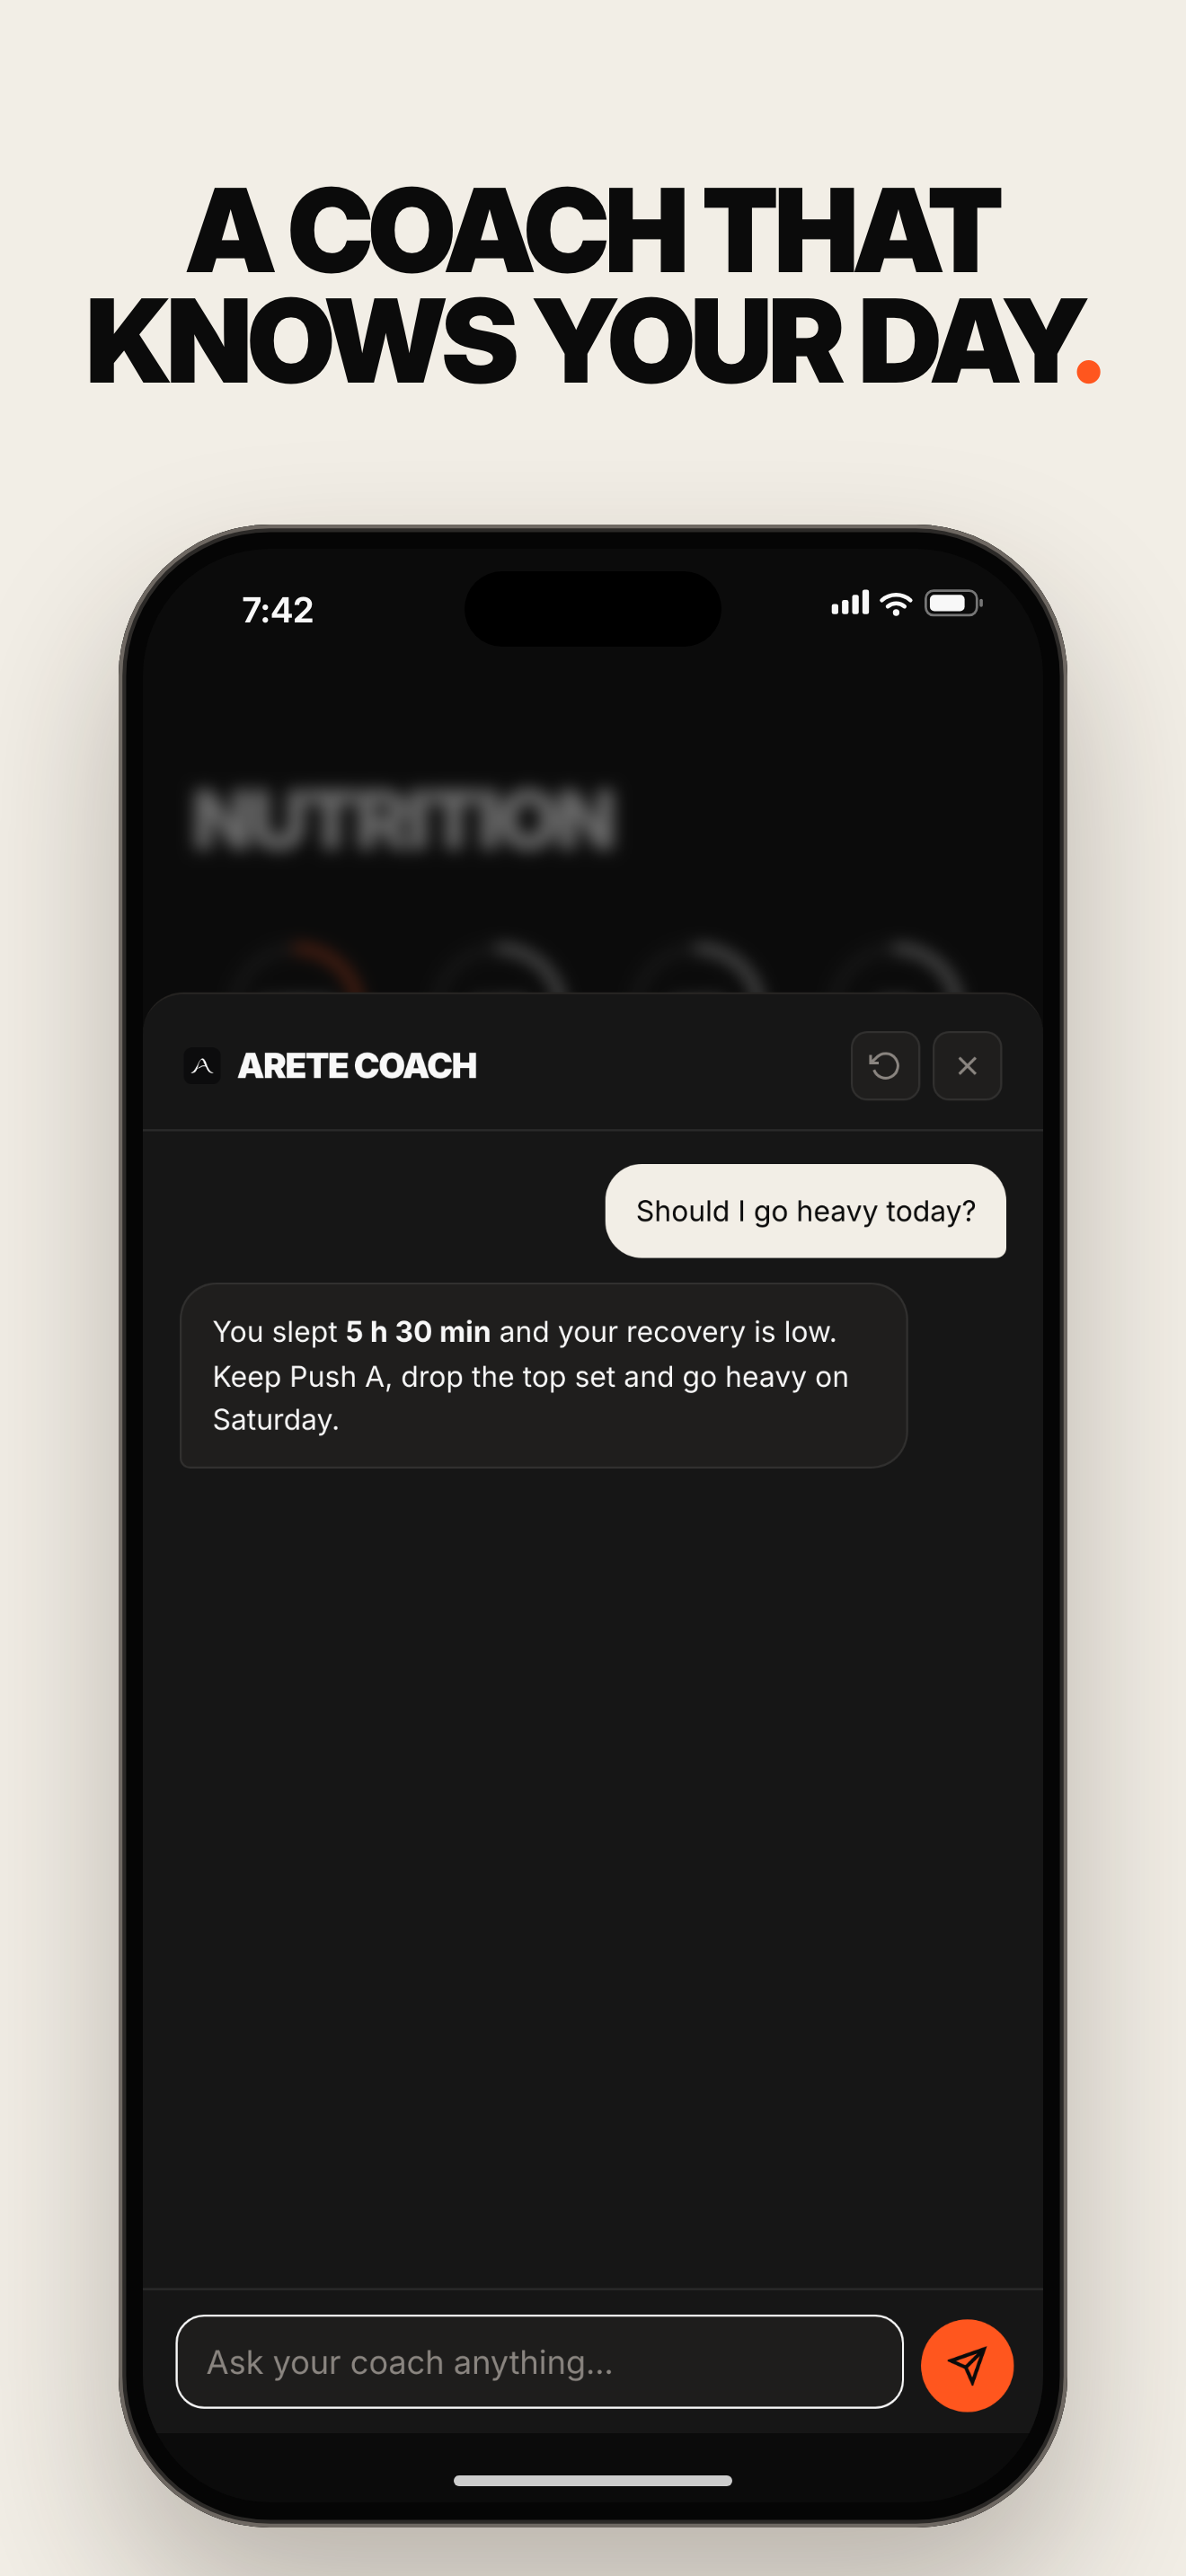 A COACH THAT
KNOWS YOUR DAY.
7:42
NUTRITION
ARETE COACH
Should I go heavy today?
You slept 5 h 30 min and your recovery is low.
Keep Push A, drop the top set and go heavy on
Saturday.
Ask your coach anything...